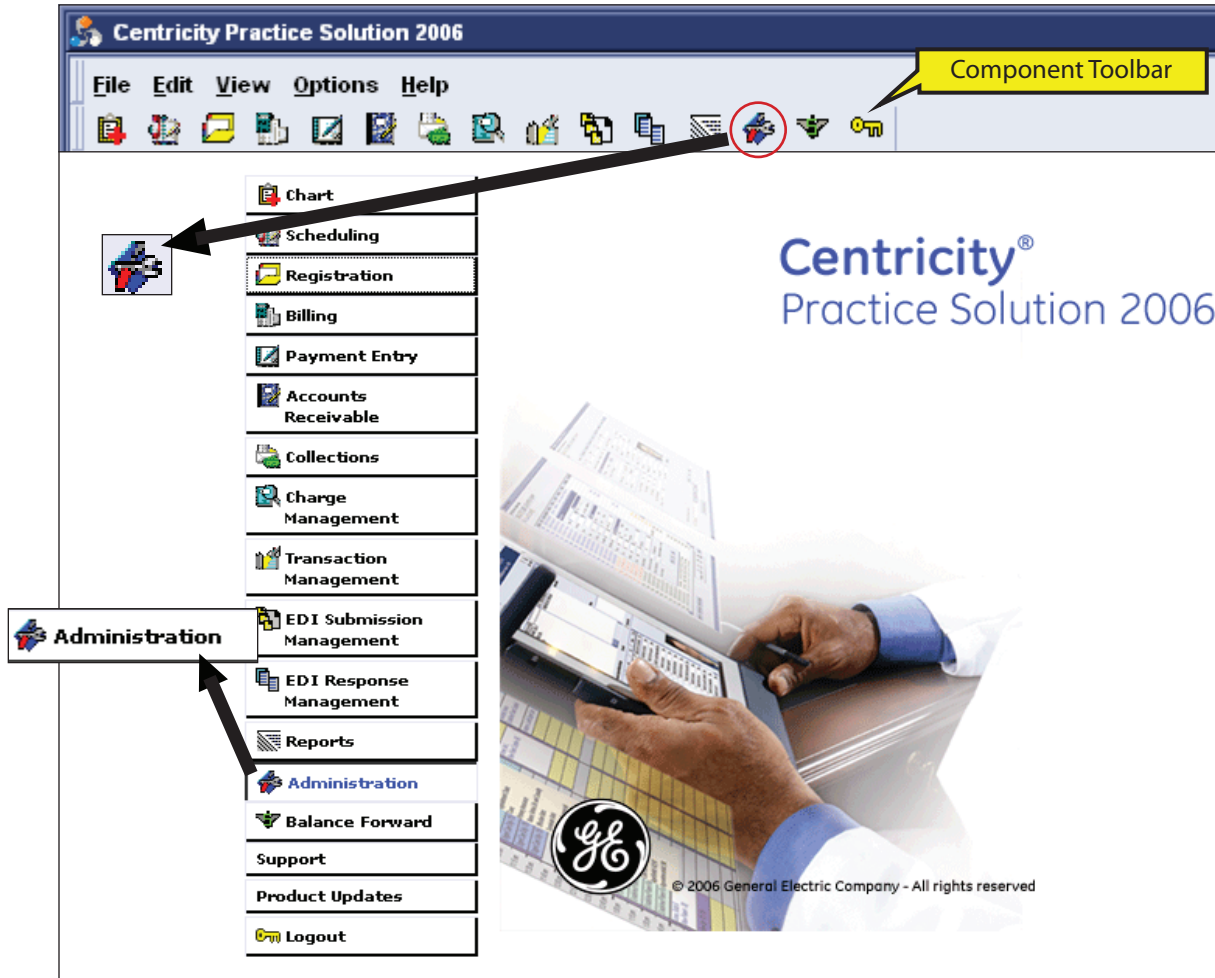 Centricity Practice Solution 2006
File Edit View Options Help
Component Toolbar
Chart
Scheduling
Registration
Billing
Payment Entry
Accounts
Receivable
Collections
Charge
Management
Transaction
Management
EDI Submission
Management
EDI Response
Management
Reports
Administration
Balance Forward
Support
Product Updates
Logout
Administration
Centricity®
Practice Solution 2006
GE
© 2006 General Electric Company - All rights reserved